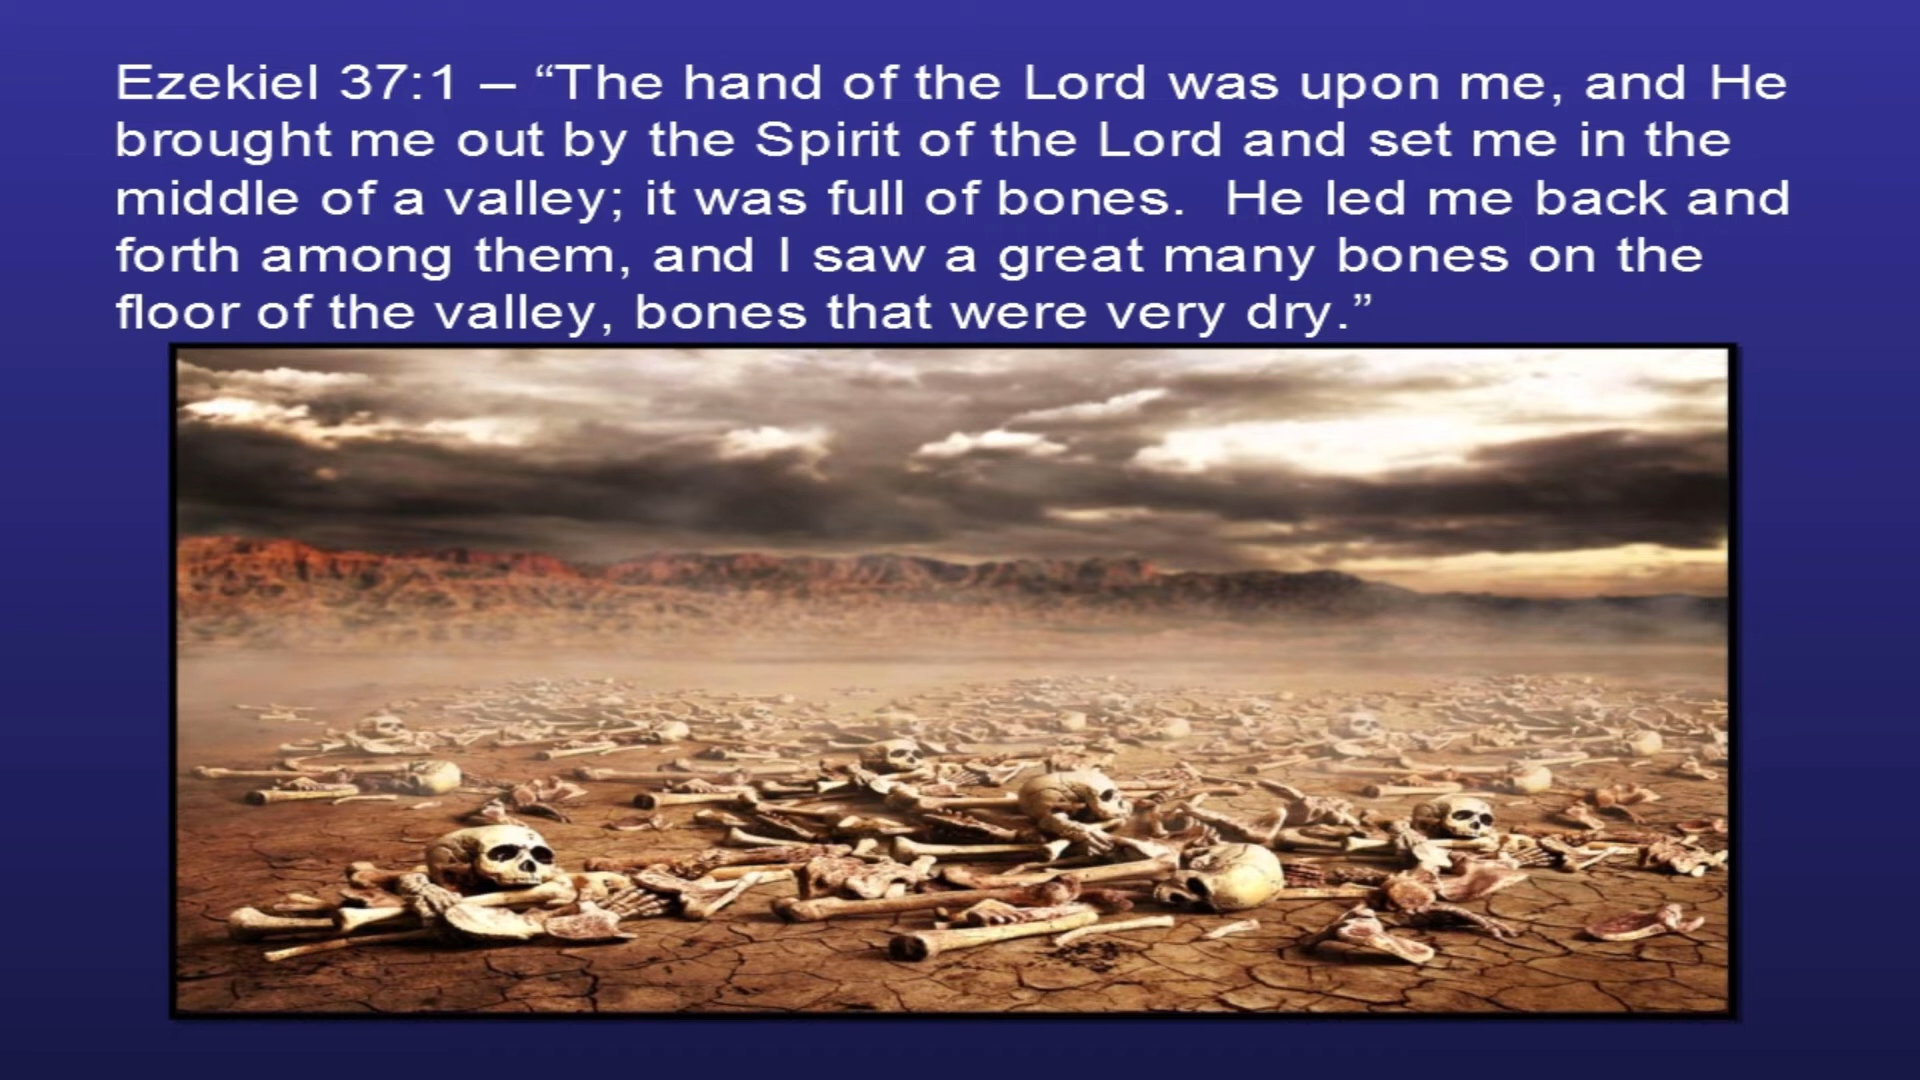 Ezekiel 37:1 – “The hand of the Lord was upon me, and He
brought me out by the Spirit of the Lord and set me in the
middle of a valley; it was full of bones.  He led me back and
forth among them, and I saw a great many bones on the
floor of the valley, bones that were very dry.”